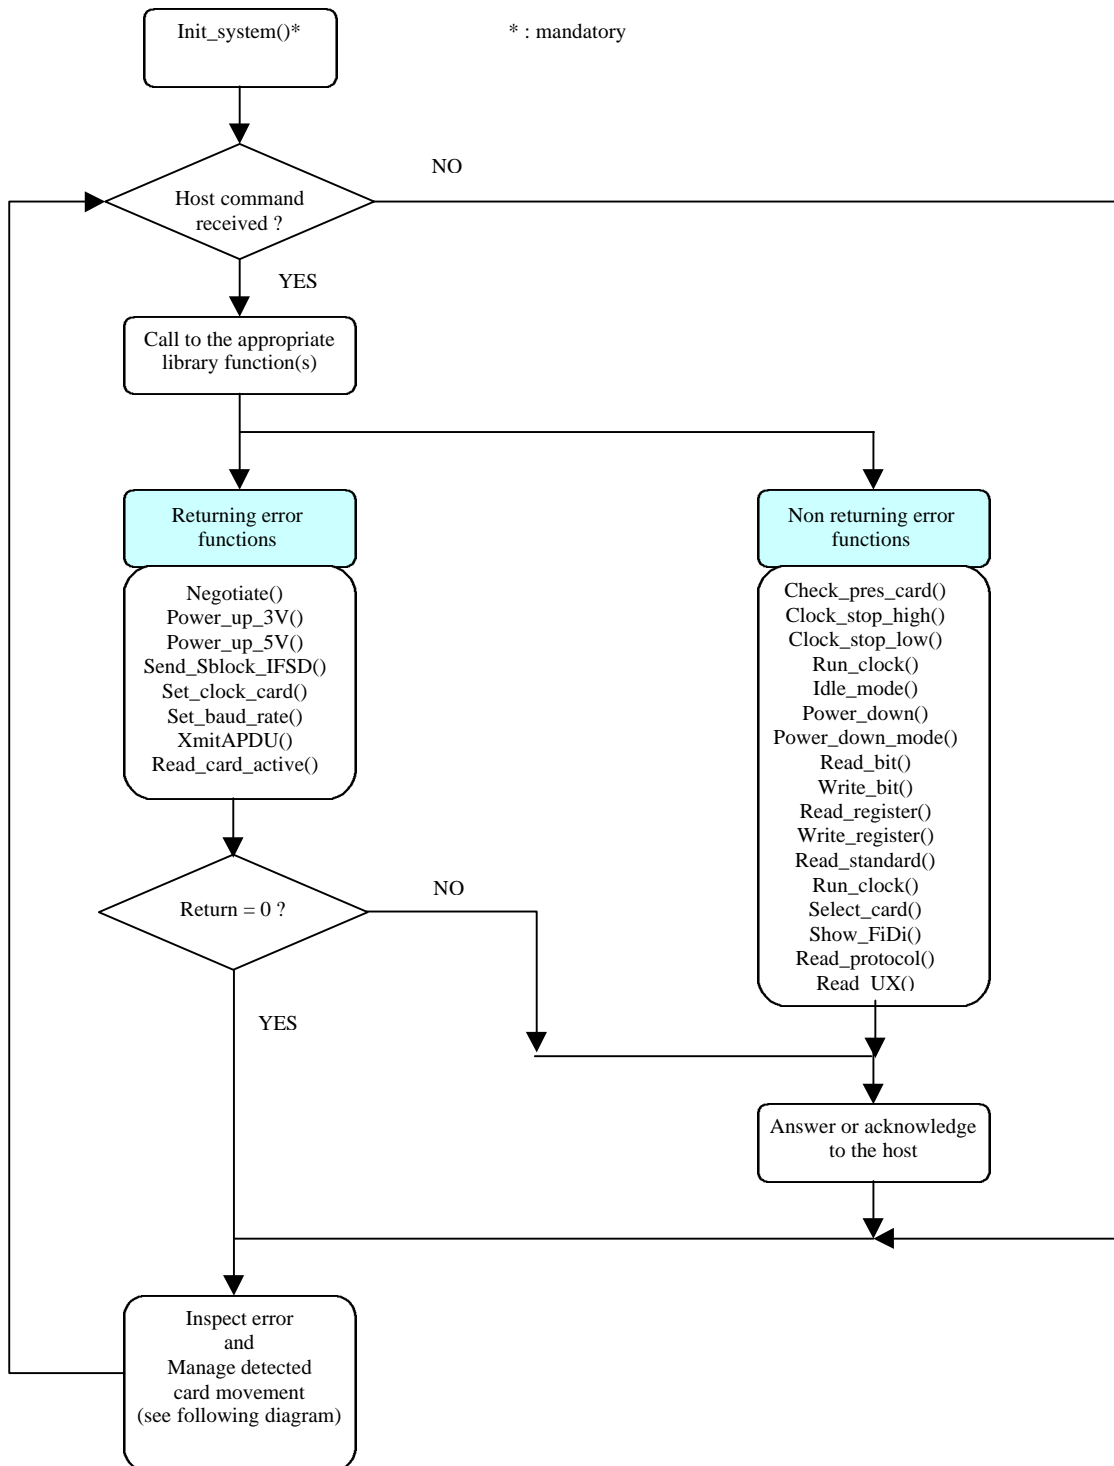 Init_system()*
* : mandatory
NO
Host command
received ?
YES
Call to the appropriate
library function(s)
Returning error
functions
Negotiate()
Power_up_3V()
Power_up_5V()
Send_Sblock_IFSD()
Set_clock_card()
Set_baud_rate()
XmitAPDU()
Read_card_active()
Non returning error
functions
Check_pres_card()
Clock_stop_high()
Clock_stop_low()
Run_clock()
Idle_mode()
Power_down()
Power_down_mode()
Read_bit()
Write_bit()
Read_register()
Write_register()
Read_standard()
Run_clock()
Select_card()
Show_FiDi()
Read_protocol()
Read_UX()
Return = 0 ?
NO
YES
Answer or acknowledge
to the host
Inspect error
and
Manage detected
card movement
(see following diagram)